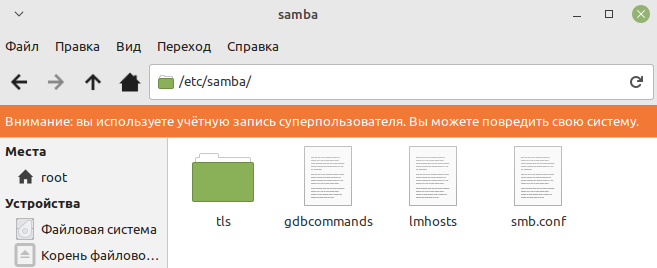 samba
Файл Правка Вид Переход Справка
/etc/samba/
Внимание: вы используете учётную запись суперпользователя. Вы можете повредить свою систему.
Места
root
Устройства
Файловая система
Корень файлово...
tls gdbcommands lmhosts smb.conf